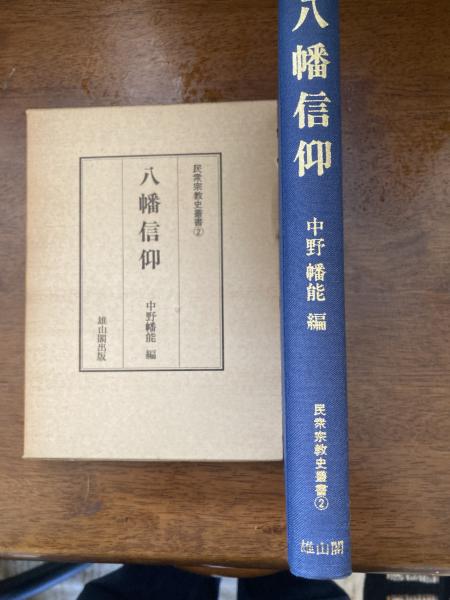 民衆宗教史叢書②
八幡信仰
中野幡能 編
雄山閣出版
八幡信仰
中野幡能 編
民衆宗教史叢書②
雄山閣